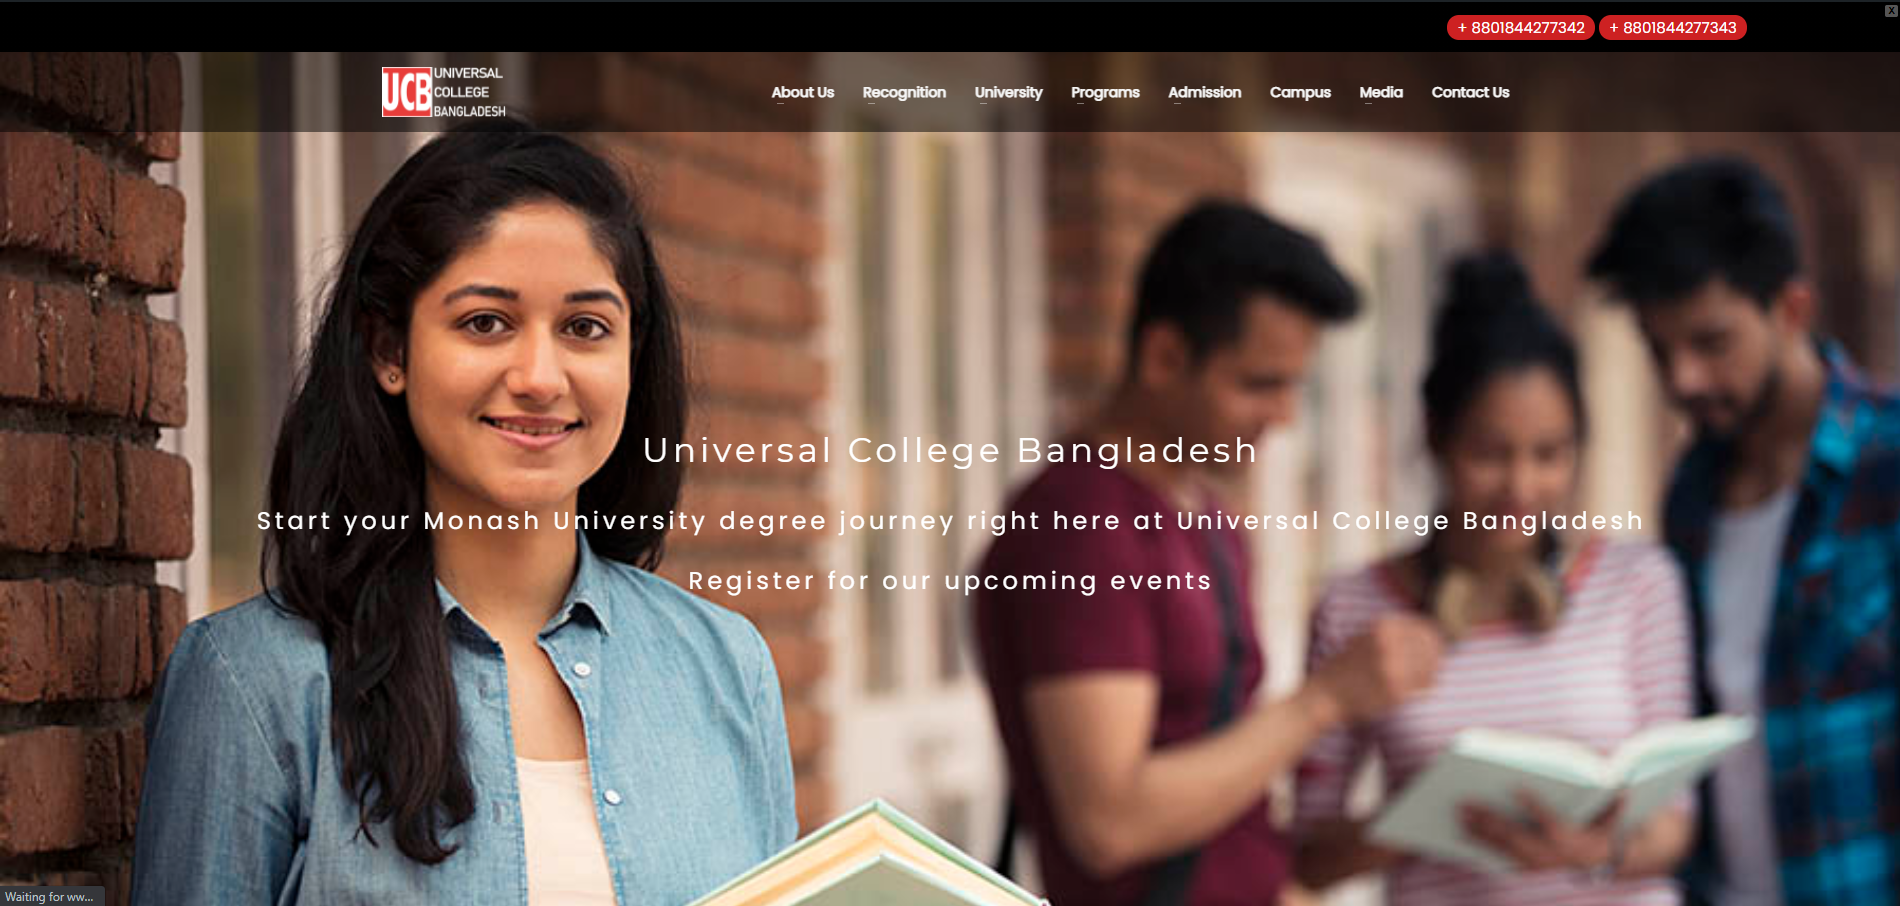 X
+ 8801844277342 + 8801844277343
UCB UNIVERSAL
COLLEGE
BANGLADESH
About Us Recognition University Programs Admission Campus Media Contact Us
Universal College Bangladesh
Start your Monash University degree journey right here at Universal College Bangladesh
Register for our upcoming events
Waiting for ww...